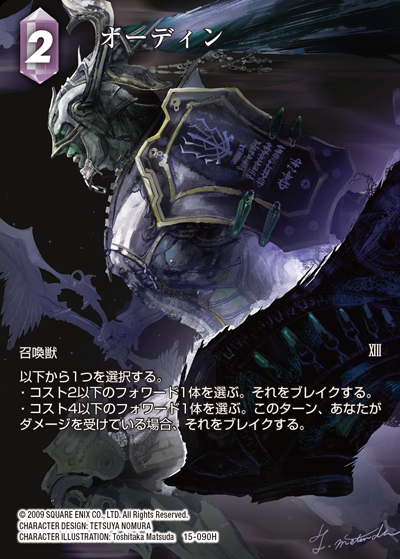 2
オーディン
召喚獣
XIII
以下から1つを選択する。
・コスト2以下のフォワード1体を選ぶ。それをブレイクする。
・コスト4以下のフォワード1体を選ぶ。このターン、あなたが
ダメージを受けている場合、それをブレイクする。
© 2009 SQUARE ENIX CO., LTD. All Rights Reserved.
CHARACTER DESIGN: TETSUYA NOMURA
CHARACTER ILLUSTRATION: Toshitaka Matsuda 15-090H